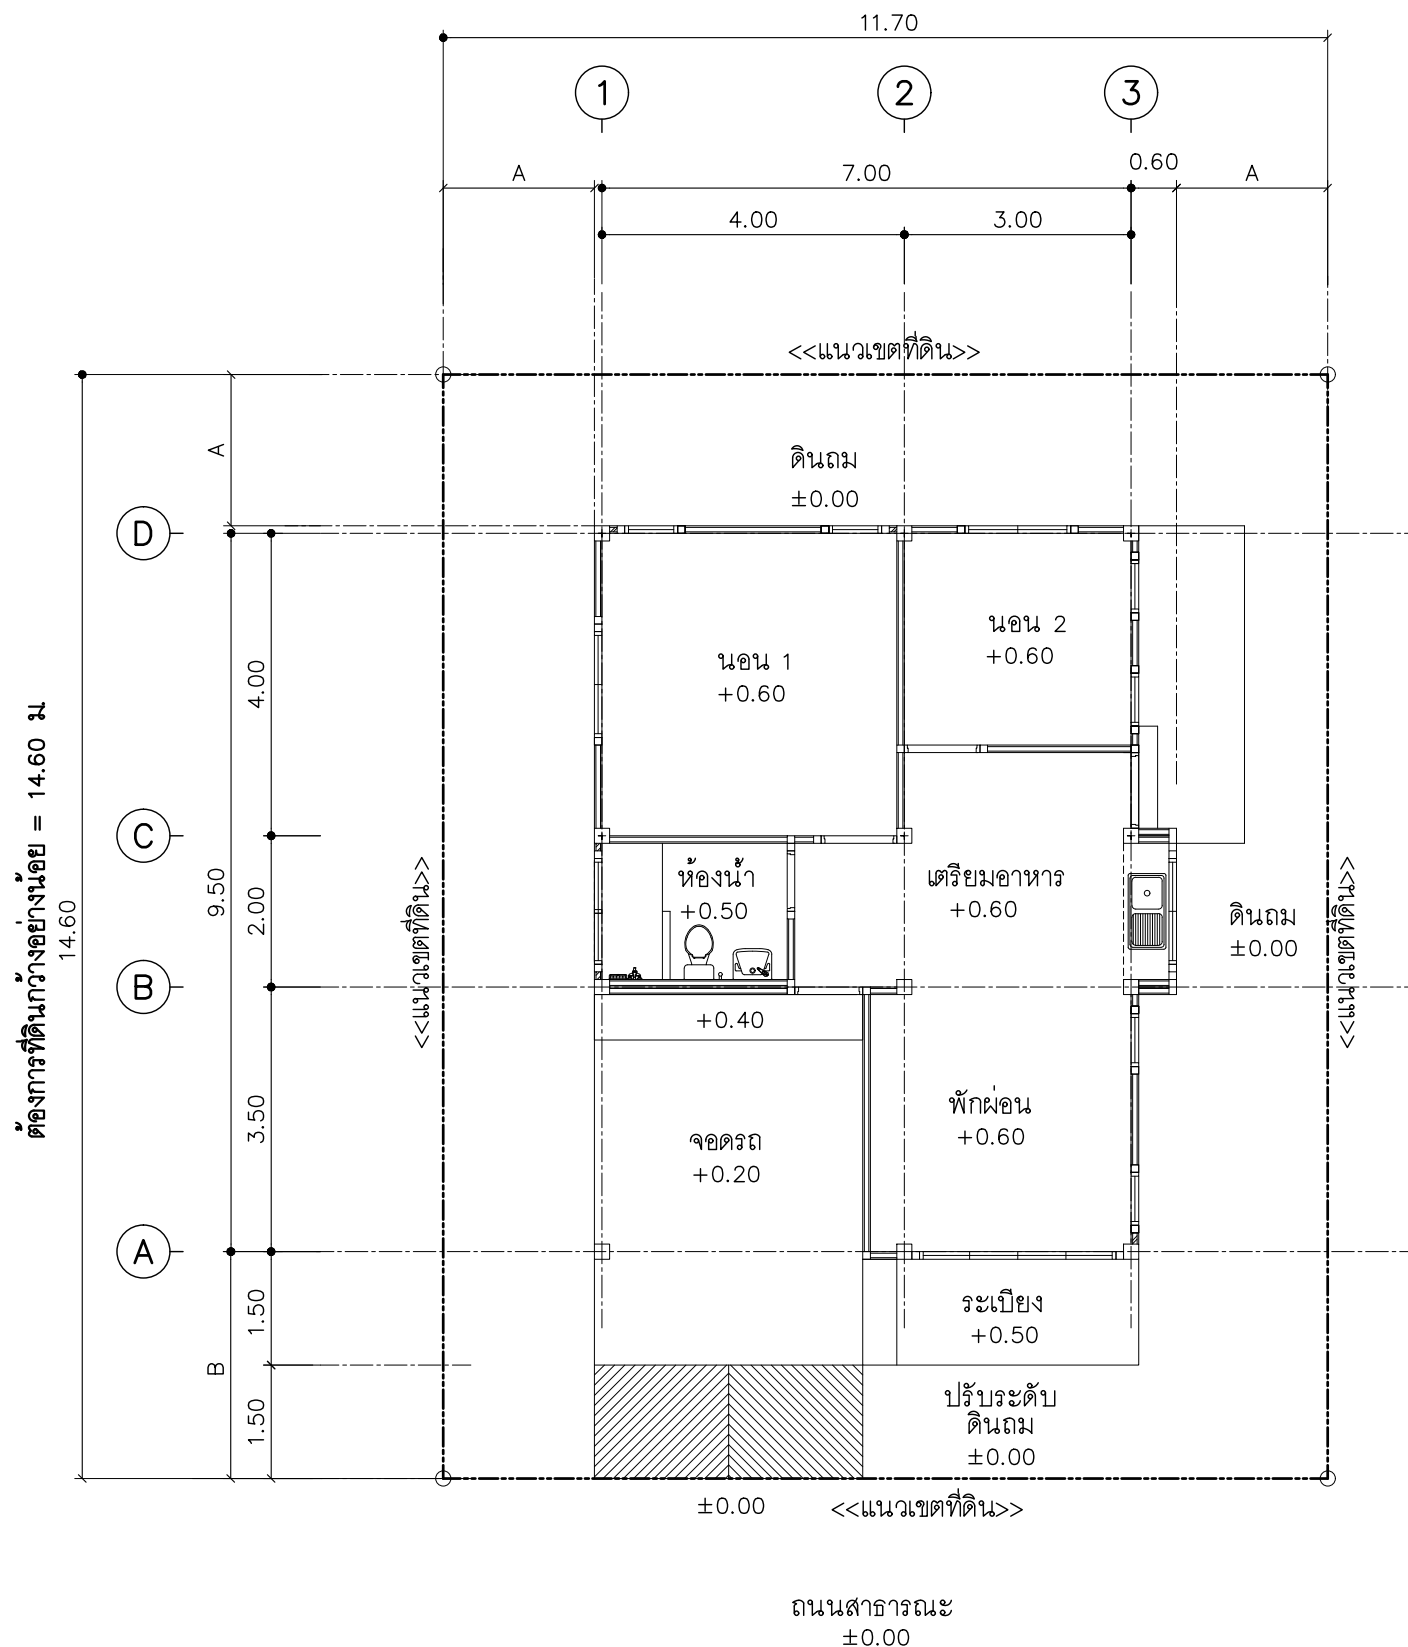 11.70
1 2 3
A 7.00 0.60 A
4.00 3.00
<<แนวเขตที่ดิน>>
A
ดินถม
±0.00
D
นอน 2
+0.60
นอน 1
+0.60
4.00
ต้องการที่ดินกว้างอย่างน้อย = 14.60 ม.
14.60
9.50
C
ห้องน้ำ
+0.50
เตรียมอาหาร
+0.60
2.00
<<แนวเขตที่ดิน>>
ดินถม
±0.00
<<แนวเขตที่ดิน>>
B
+0.40
3.50
พักผ่อน
+0.60
จอดรถ
+0.20
A
1.50
ระเบียง
+0.50
B
1.50
ปรับระดับ
ดินถม
±0.00
±0.00 <<แนวเขตที่ดิน>>
ถนนสาธารณะ
±0.00